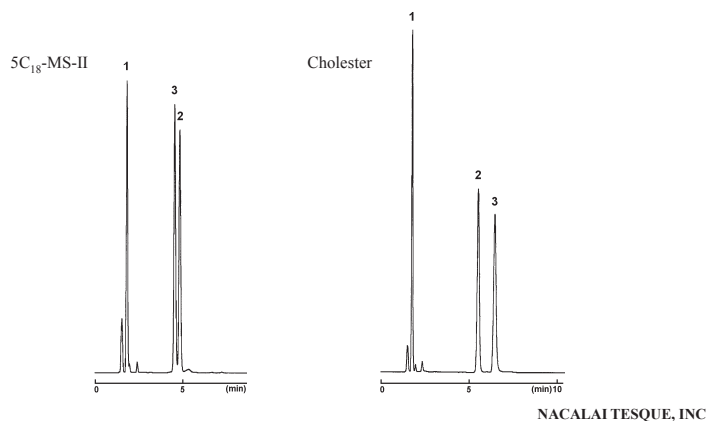 5C18-MS-II
1
3
2
0
5
(min)
Cholester
1
2
3
0
5
(min)10
NACALAI TESQUE, INC